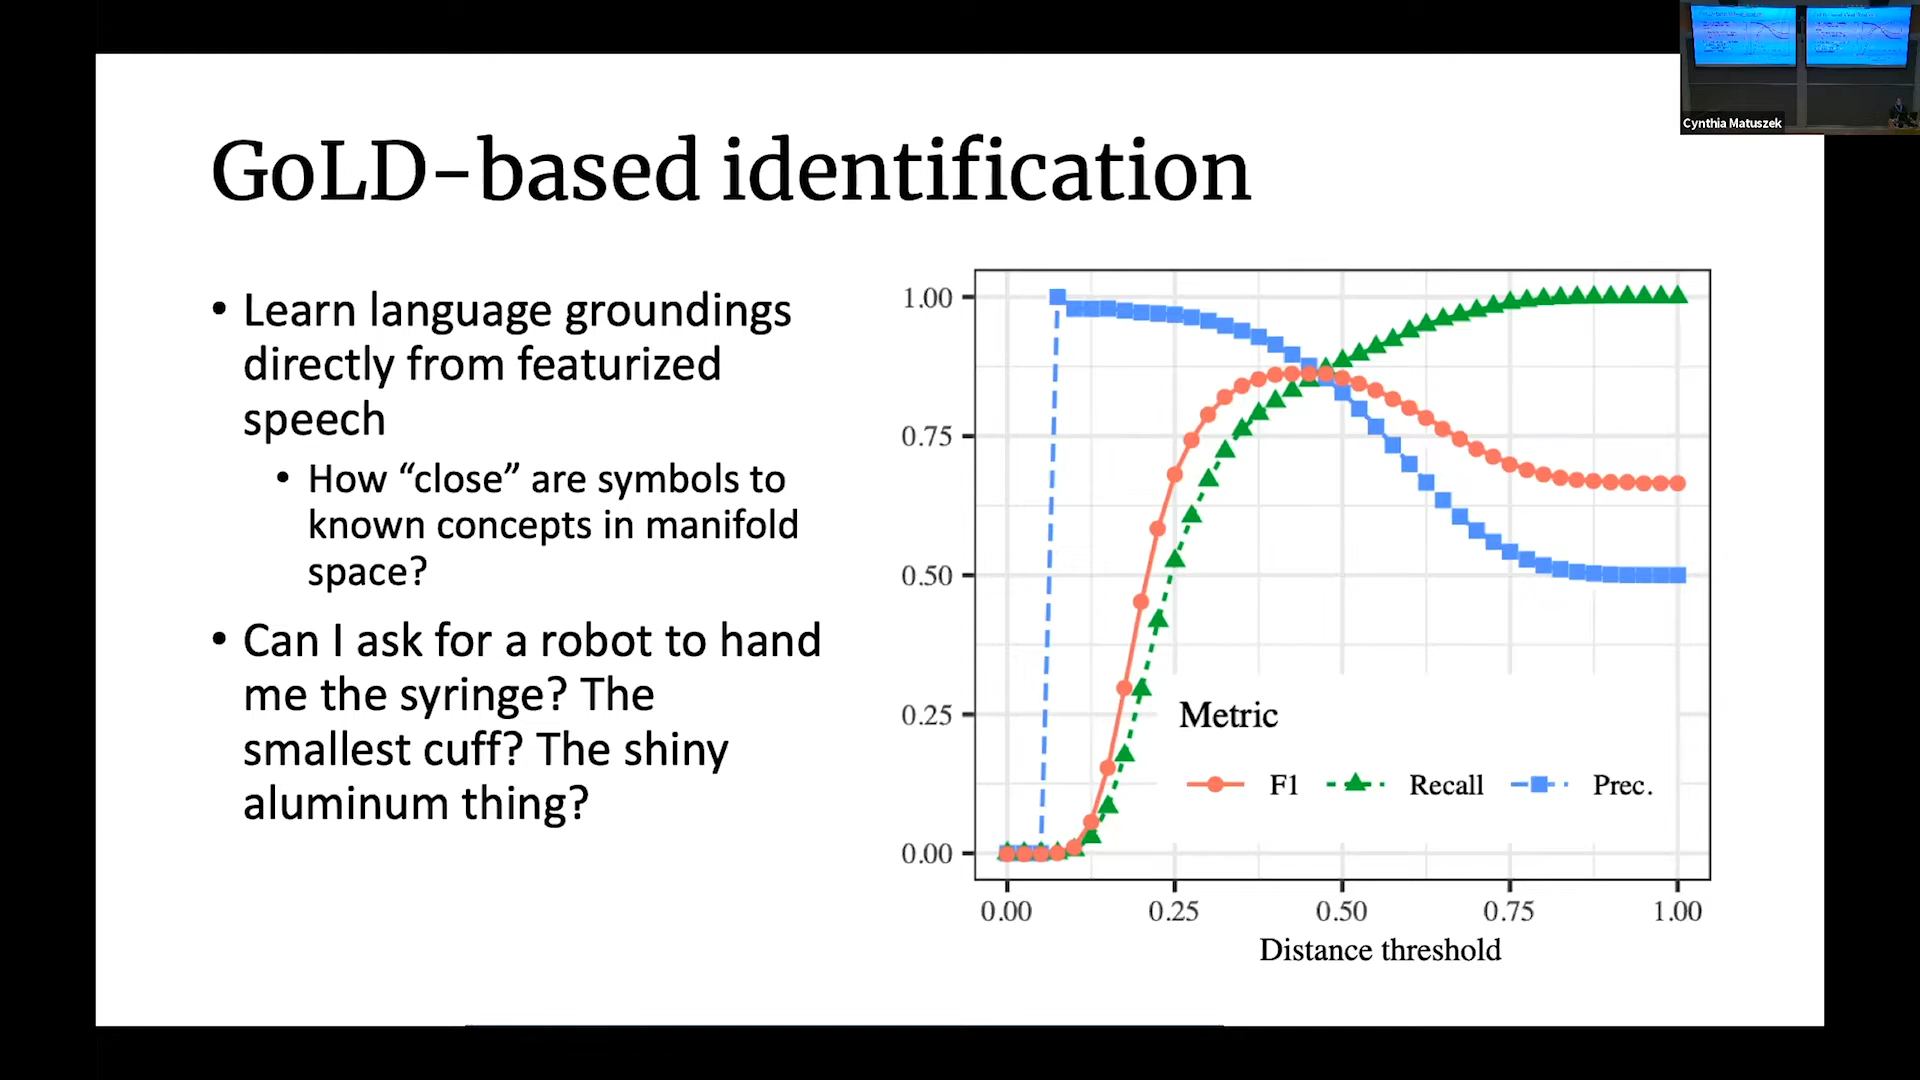 Cynthia Matuszek
GoLD-based identification
• Learn language groundings
directly from featurized
speech
• How “close” are symbols to
known concepts in manifold
space?
• Can I ask for a robot to hand
me the syringe? The
smallest cuff? The shiny
aluminum thing?
1.00
0.75
0.50
0.25
0.00
Metric
F1 Recall Prec.
0.00 0.25 0.50 0.75 1.00
Distance threshold